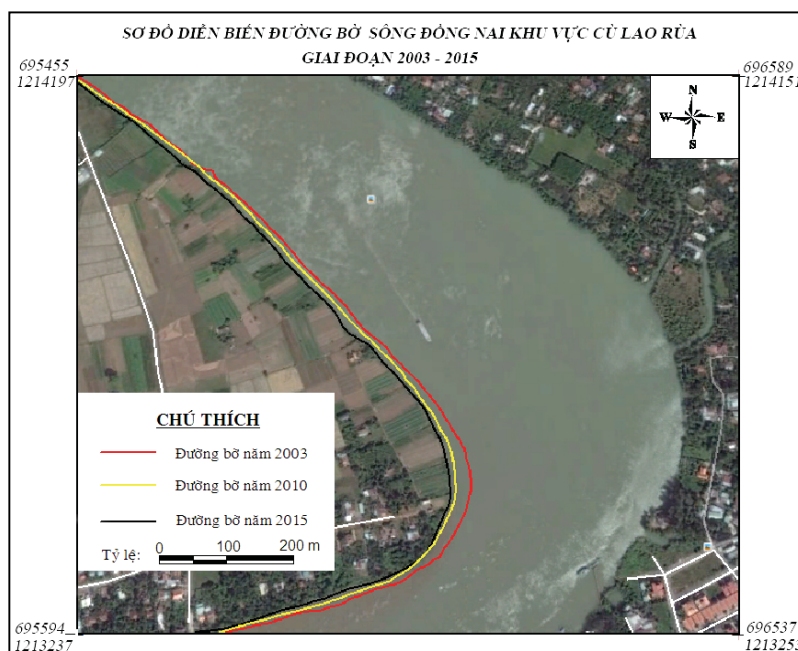 SƠ ĐỒ DIỄN BIẾN ĐƯỜNG BỜ SÔNG ĐỒNG NAI KHU VỰC CÙ LAO RÙA
GIAI ĐOẠN 2003 - 2015
695455
1214197
696589
1214151
N
W E
S
CHÚ THÍCH
Đường bờ năm 2003
Đường bờ năm 2010
Đường bờ năm 2015
Tỷ lệ: 0 100 200 m
695594
1213237
696537
1213253